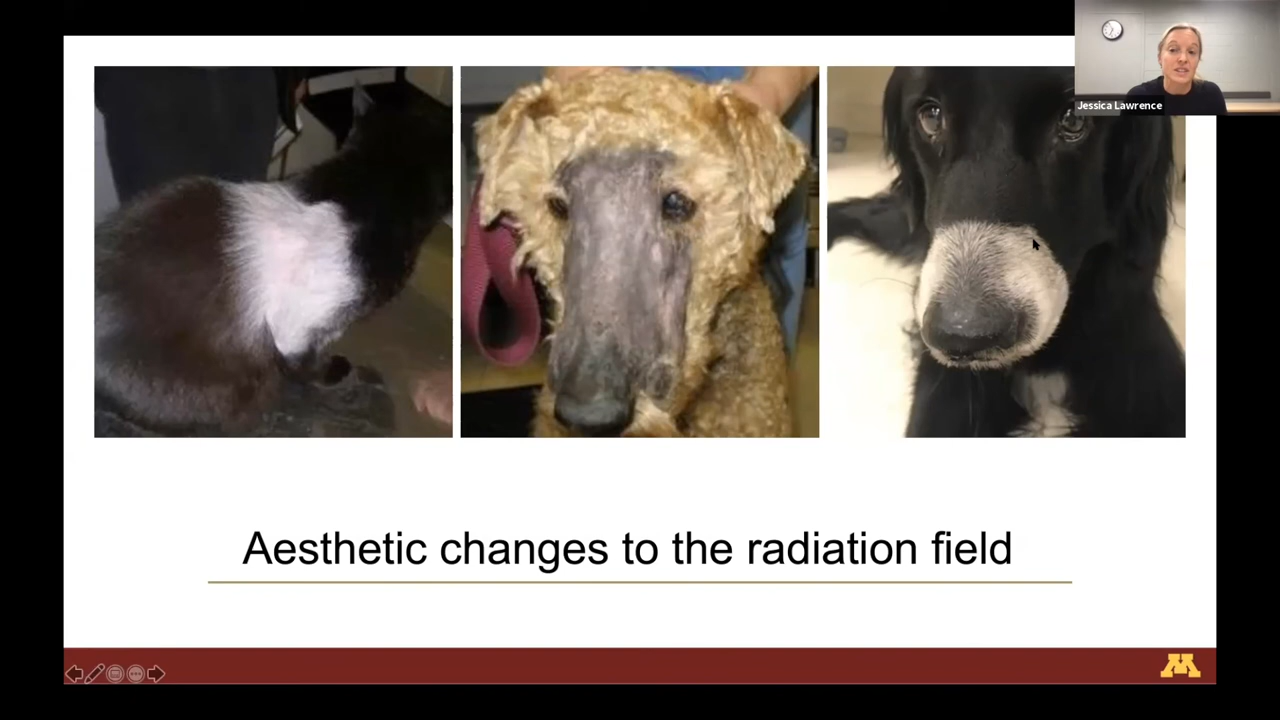 Jessica Lawrence
Aesthetic changes to the radiation field
M